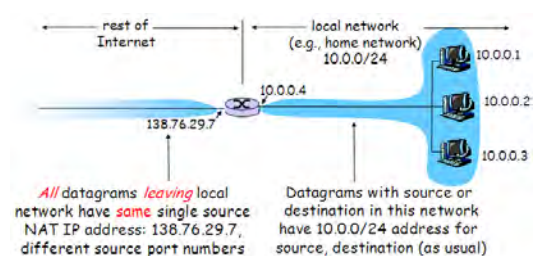 rest of
Internet
local network
(e.g., home network)
10.0.0/24
10.0.0.1
10.0.0.4
10.0.0.2
138.76.29.7
10.0.0.3
All datagrams leaving local
network have same single source
NAT IP address: 138.76.29.7,
different source port numbers
Datagrams with source or
destination in this network
have 10.0.0/24 address for
source, destination (as usual)